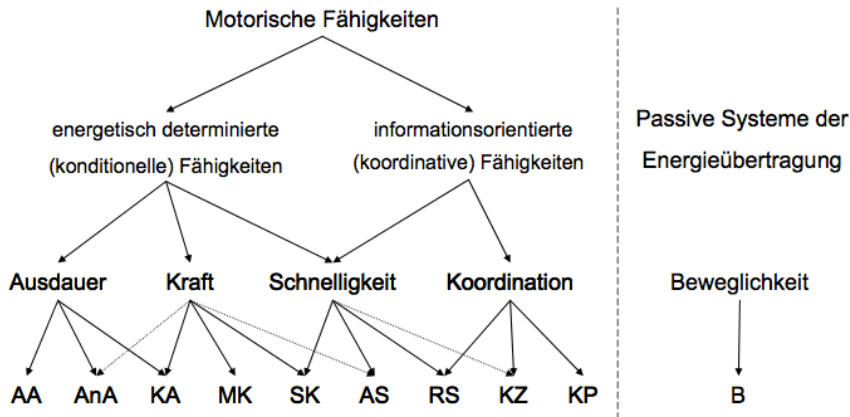 Motorische Fähigkeiten
energetisch determinierte
(konditionelle) Fähigkeiten
informationsorientierte
(koordinative) Fähigkeiten
Passive Systeme der
Energieübertragung
Ausdauer Kraft Schnelligkeit Koordination Beweglichkeit
AA AnA KA MK SK AS RS KZ KP B